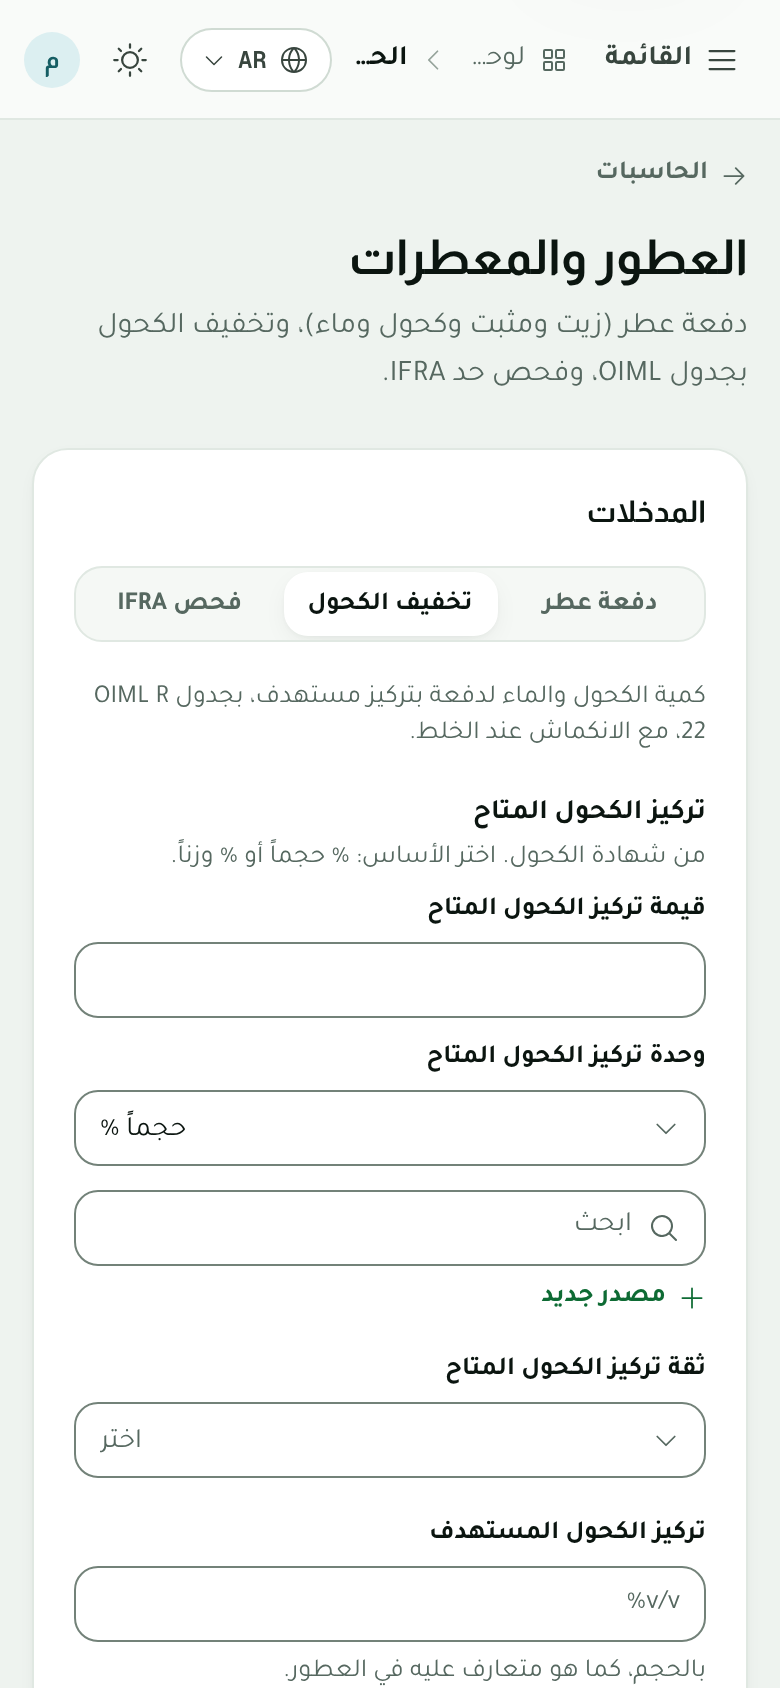 القائمة
لوحـ...
الحـ...
AR
م
الحاسبات
العطور والمعطرات
دفعة عطر (زيت ومثبت وكحول وماء)، وتخفيف الكحول
بجدول OIML، وفحص حد IFRA.
المدخلات
دفعة عطر
تخفيف الكحول
فحص IFRA
كمية الكحول والماء لدفعة بتركيز مستهدف، بجدول OIML R
22، مع الانكماش عند الخلط.
تركيز الكحول المتاح
من شهادة الكحول. اختر الأساس: % حجماً أو % وزناً.
قيمة تركيز الكحول المتاح
وحدة تركيز الكحول المتاح
% حجماً
ابحث
مصدر جديد
ثقة تركيز الكحول المتاح
اختر
تركيز الكحول المستهدف
%v/v
بالحجم، كما هو متعارف عليه في العطور.